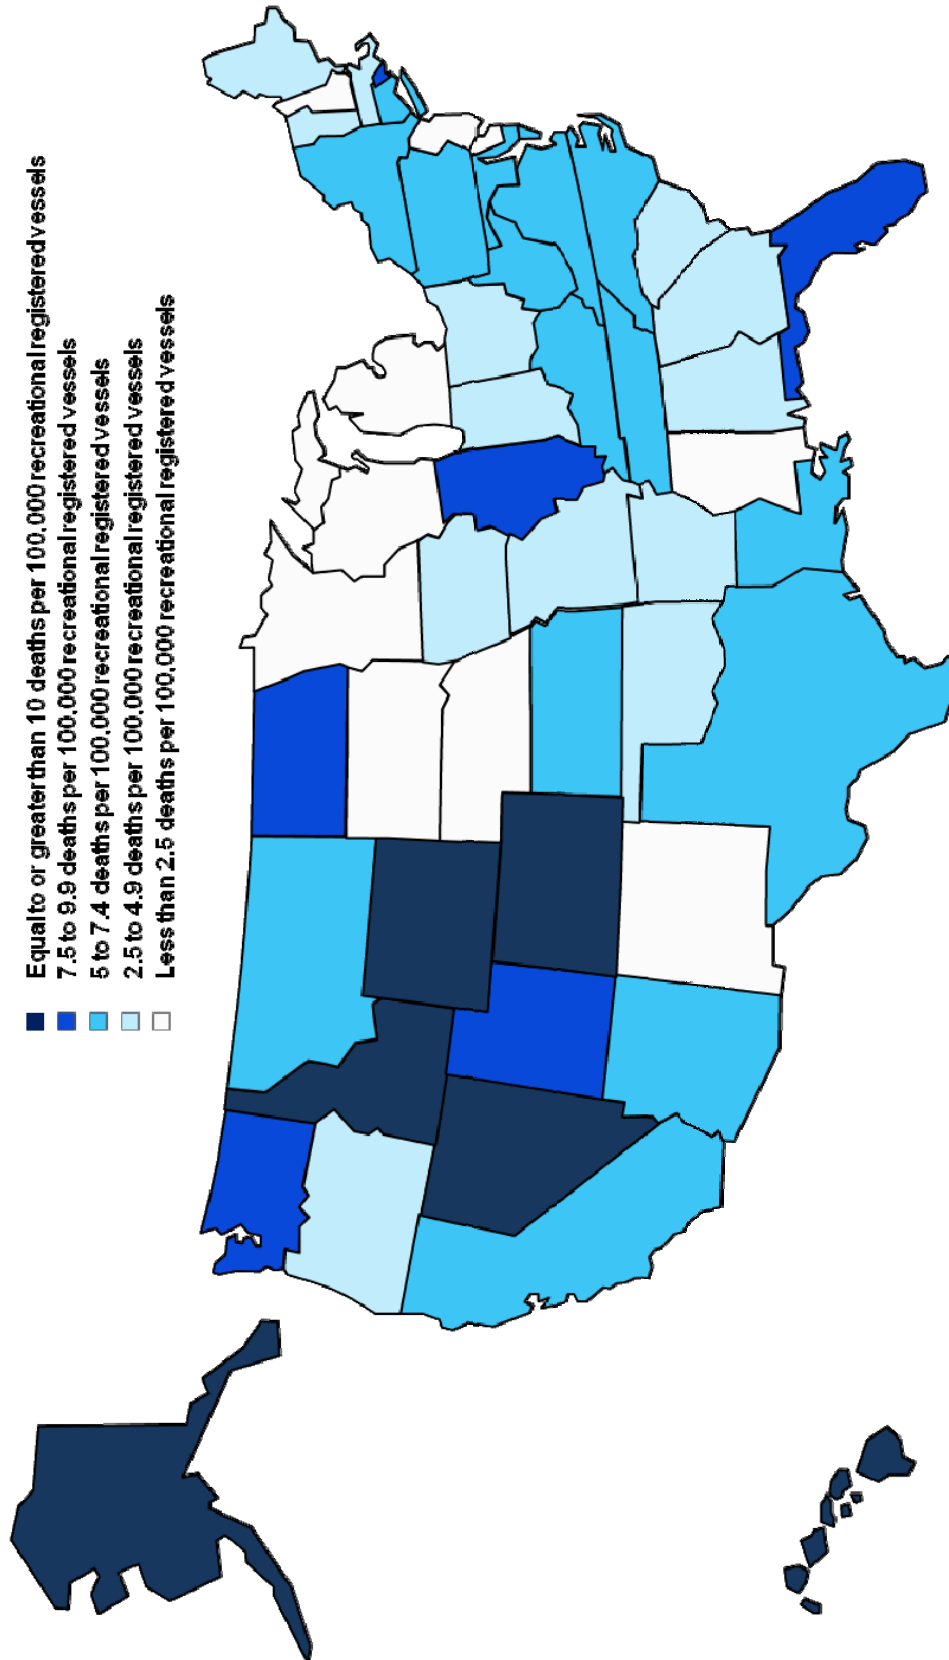 Equal to or greater than 10 deaths per 100,000 recreational registered vessels
7.5 to 9.9 deaths per 100,000 recreational registered vessels
5 to 7.4 deaths per 100,000 recreational registered vessels
2.5 to 4.9 deaths per 100,000 recreational registered vessels
Less than 2.5 deaths per 100,000 recreational registered vessels